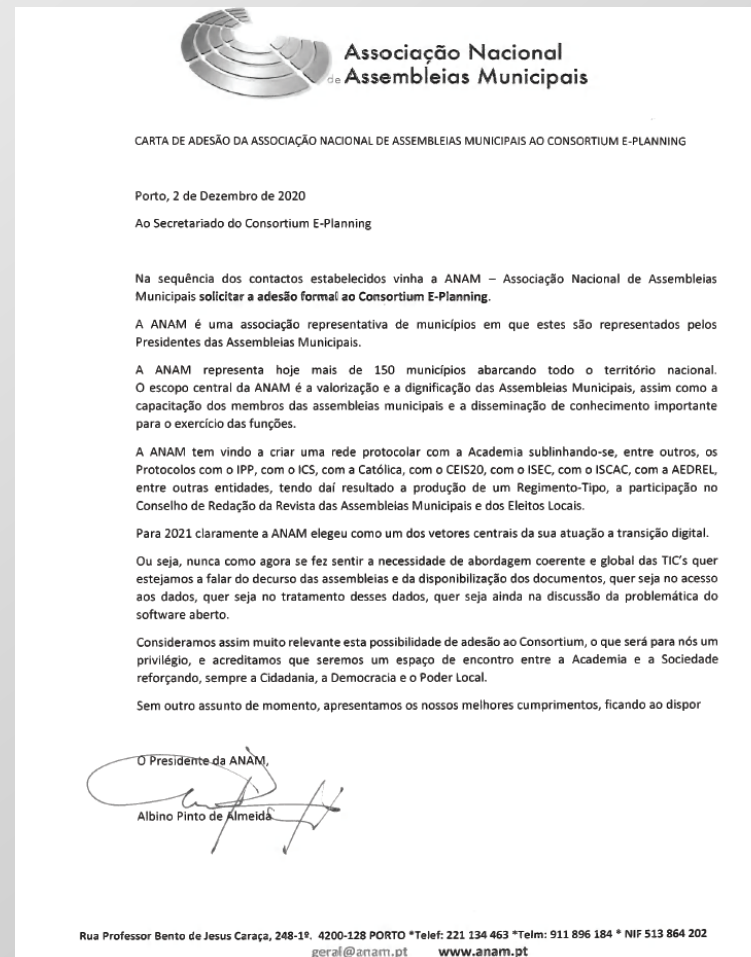 Associação Nacional
de Assembleias Municipais
CARTA DE ADESÃO DA ASSOCIAÇÃO NACIONAL DE ASSEMBLEIAS MUNICIPAIS AO CONSORTIUM E-PLANNING
Porto, 2 de Dezembro de 2020
Ao Secretariado do Consortium E-Planning
Na sequência dos contactos estabelecidos vinha a ANAM – Associação Nacional de Assembleias
Municipais solicitar a adesão formal ao Consortium E-Planning.
A ANAM é uma associação representativa de municípios em que estes são representados pelos
Presidentes das Assembleias Municipais.
A ANAM representa hoje mais de 150 municípios abarcando todo o território nacional.
O escopo central da ANAM é a valorização e a dignificação das Assembleias Municipais, assim como a
capacitação dos membros das assembleias municipais e a disseminação de conhecimento importante
para o exercício das funções.
A ANAM tem vindo a criar uma rede protocolar com a Academia sublinhando-se, entre outros, os
Protocolos com o IPP, com o ICS, com a Católica, com o CEIS20, com o ISEC, com o ISCAC, com a AEDREL,
entre outras entidades, tendo daí resultado a produção de um Regimento-Tipo, a participação no
Conselho de Redação da Revista das Assembleias Municipais e dos Eleitos Locais.
Para 2021 claramente a ANAM elegeu como um dos vetores centrais da sua atuação a transição digital.
Ou seja, nunca como agora se fez sentir a necessidade de abordagem coerente e global das TIC's quer
estejamos a falar do decurso das assembleias e da disponibilização dos documentos, quer seja no acesso
aos dados, quer seja no tratamento desses dados, quer seja ainda na discussão da problemática do
software aberto.
Consideramos assim muito relevante esta possibilidade de adesão ao Consortium, o que será para nós um
privilégio, e acreditamos que seremos um espaço de encontro entre a Academia e a Sociedade
reforçando, sempre a Cidadania, a Democracia e o Poder Local.
Sem outro assunto de momento, apresentamos os nossos melhores cumprimentos, ficando ao dispor
O Presidente da ANAM,
Albino Pinto de Almeida
Rua Professor Bento de Jesus Caraça, 248-1º. 4200-128 PORTO *Telef: 221 134 463 *Telm: 911 896 184 * NIF 513 864 202
geral@anam.pt www.anam.pt